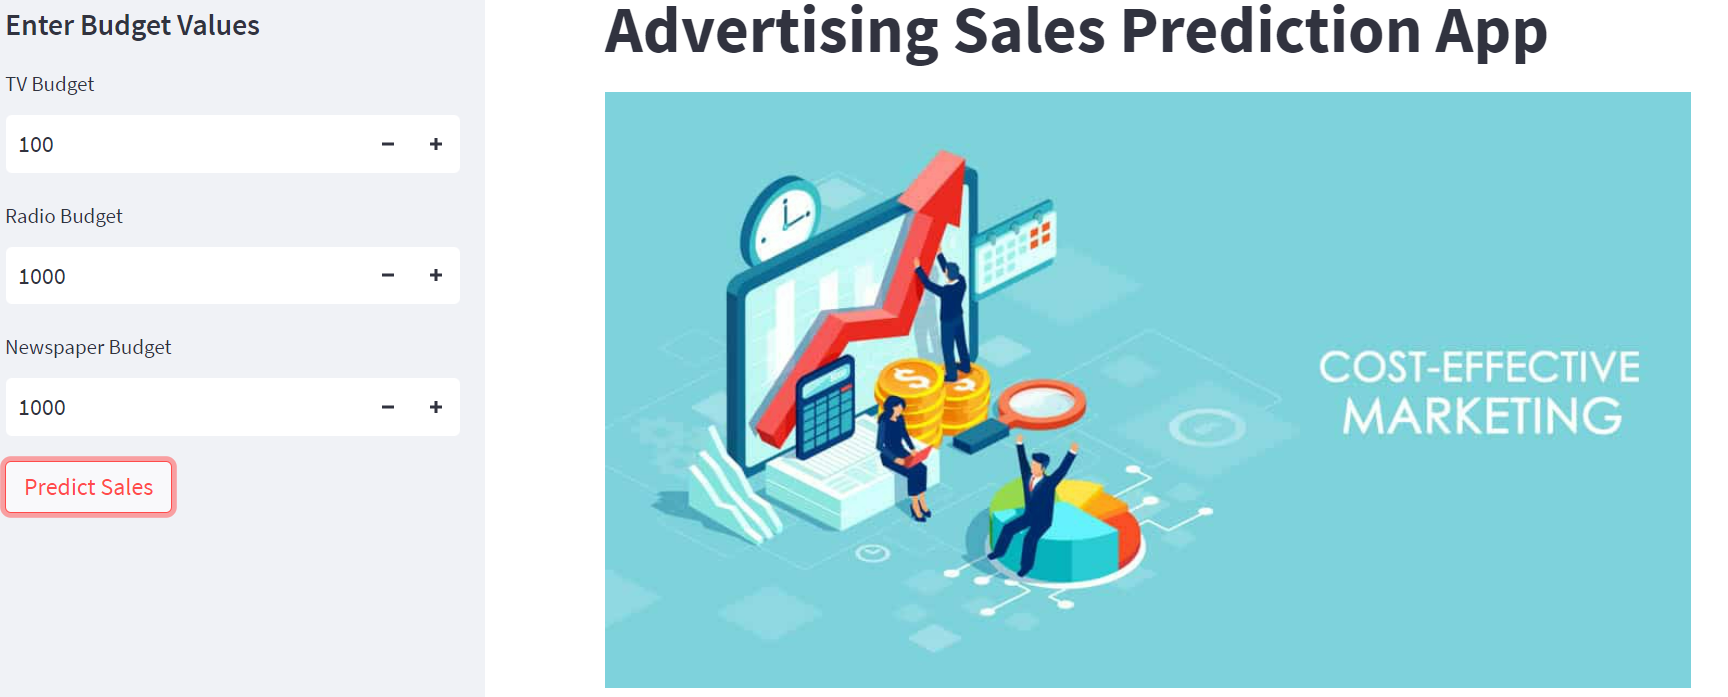 Enter Budget Values
TV Budget
100
Radio Budget
1000
Newspaper Budget
1000
Predict Sales
Advertising Sales Prediction App
COST-EFFECTIVE
MARKETING